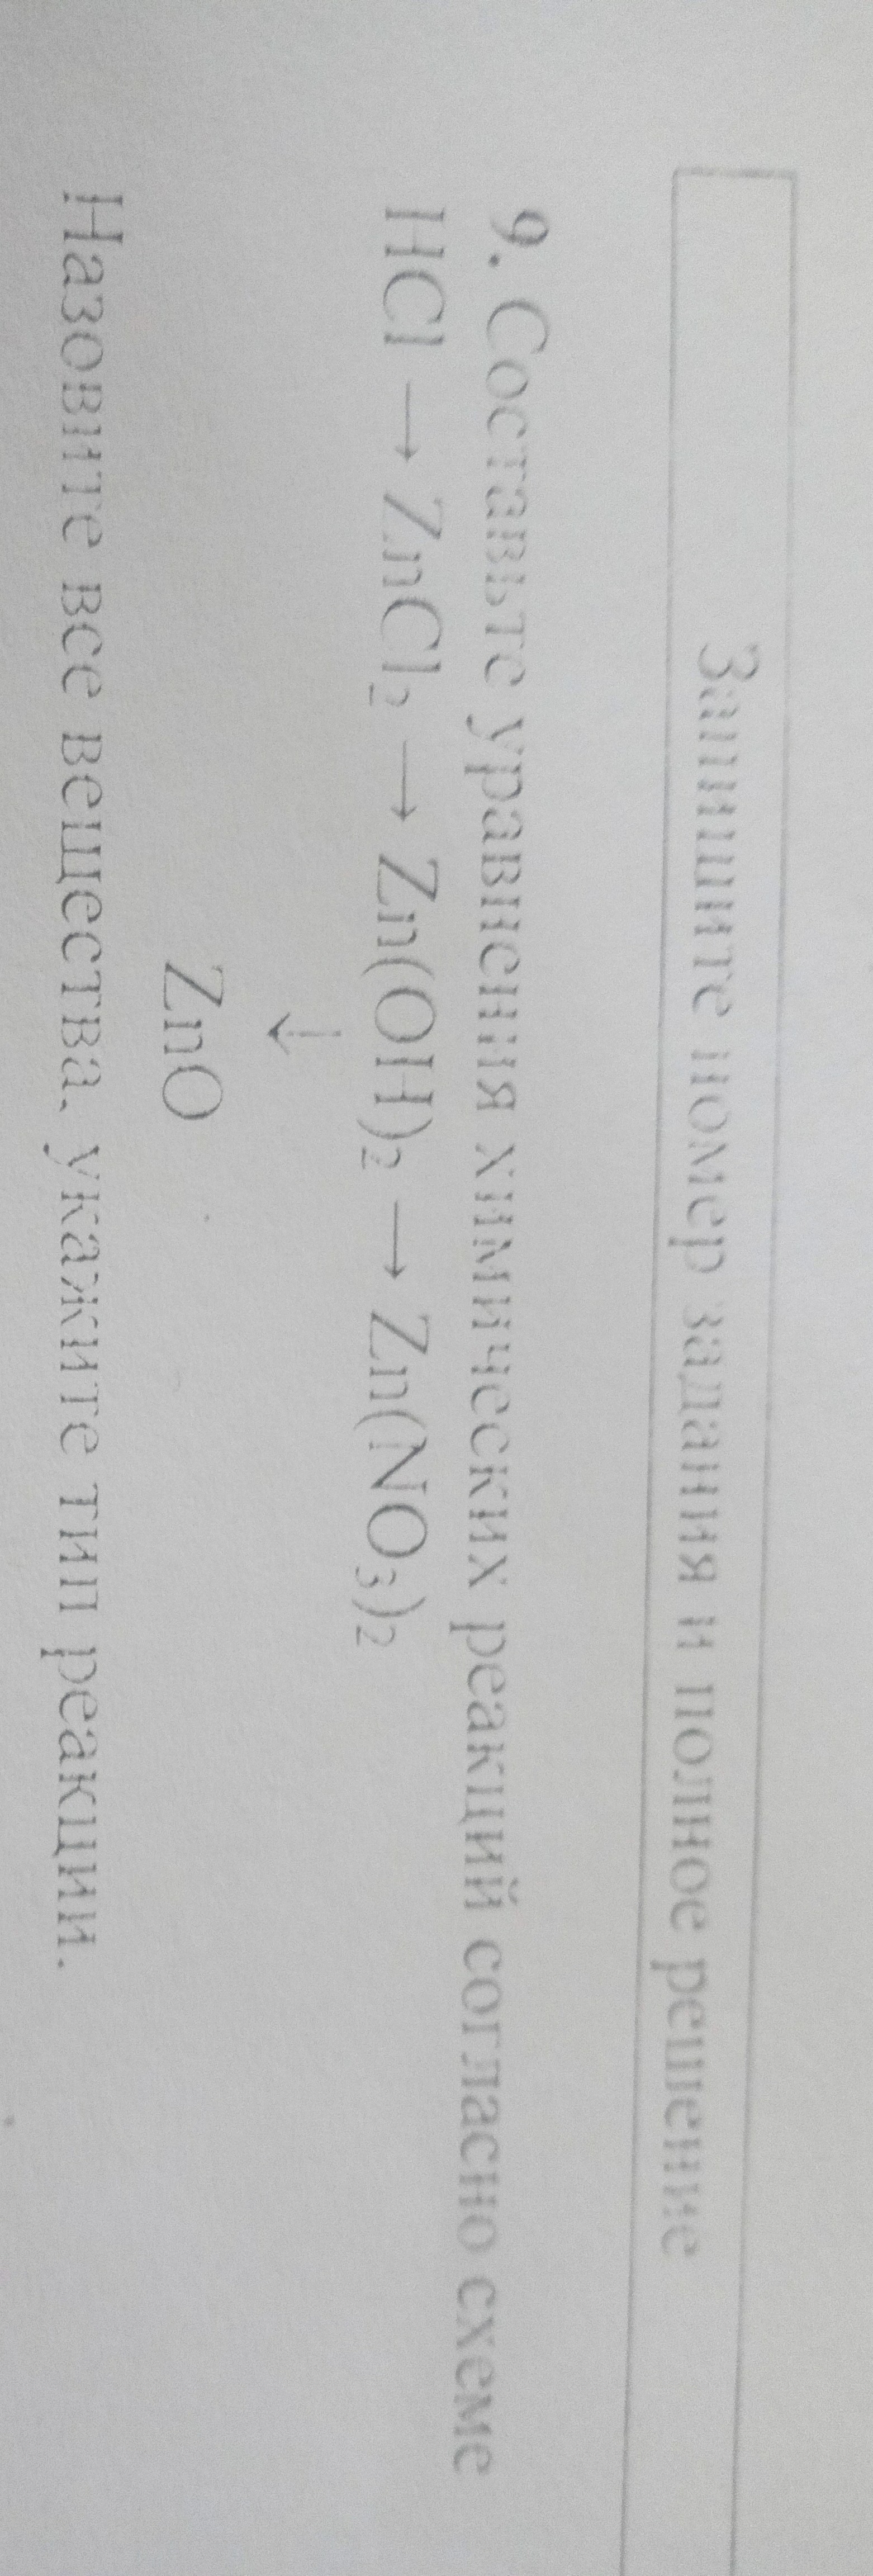 Запишите номер задания и полное решение
9. Составьте уравнения химических реакций согласно схеме
HCl → ZnCl₂ → Zn(OH)₂ → Zn(NO₃)₂
↓
ZnO
Назовите все вещества, укажите тип реакции.